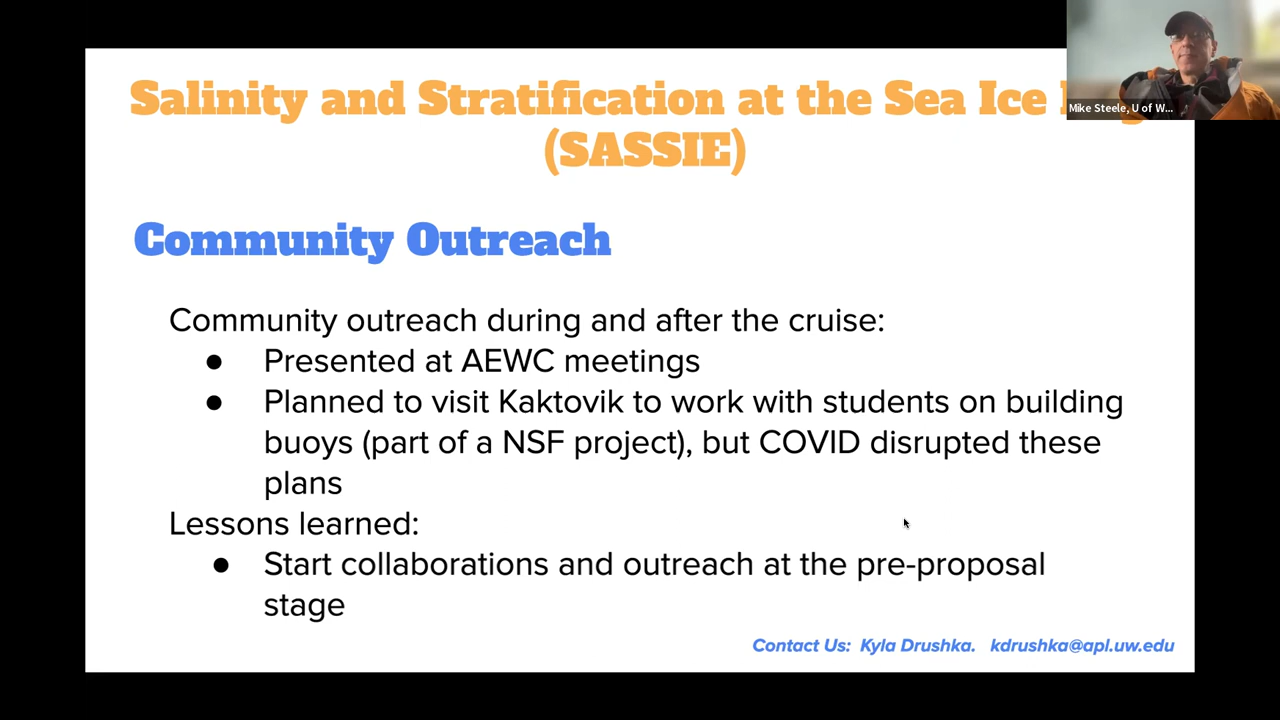 Salinity and Stratification at the Sea Ice
(SASSIE)
Mike Steele, U of W...
Community Outreach
Community outreach during and after the cruise:
● Presented at AEWC meetings
● Planned to visit Kaktovik to work with students on building
buoys (part of a NSF project), but COVID disrupted these
plans
Lessons learned:
● Start collaborations and outreach at the pre-proposal
stage
Contact Us: Kyla Drushka. kdrushka@apl.uw.edu